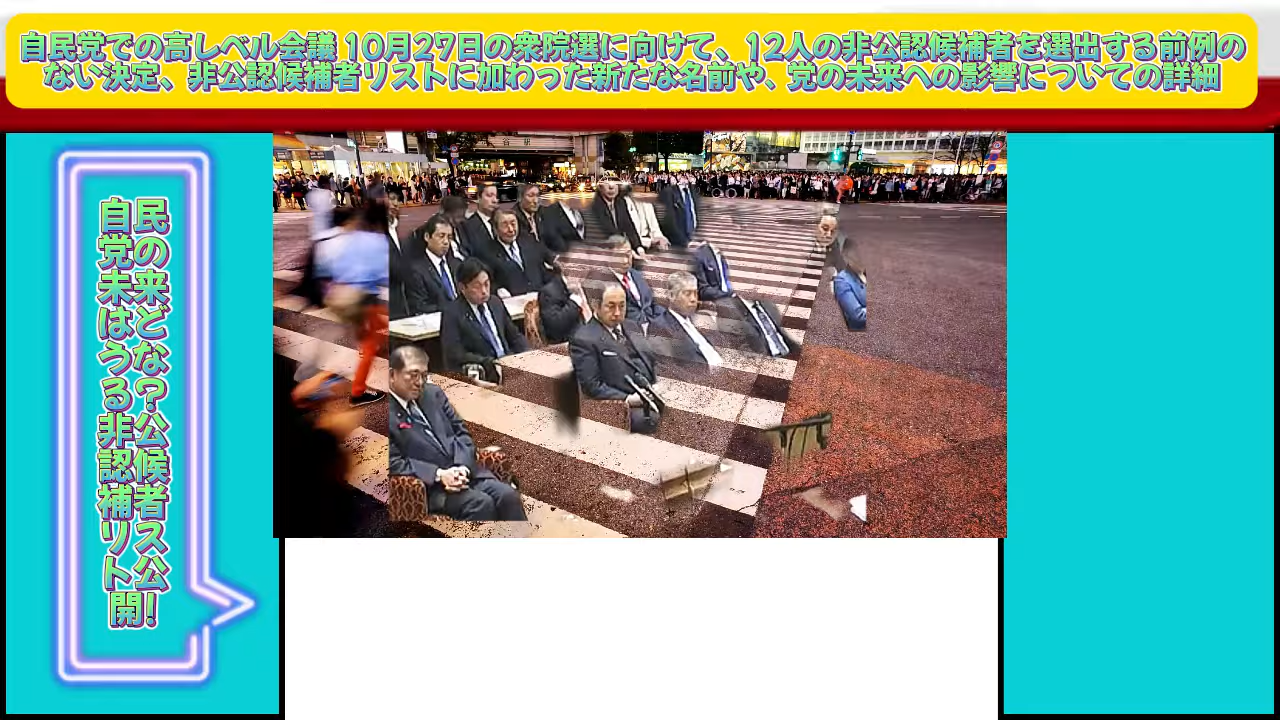 自民党での高レベル会議 10月27日の衆院選に向けて、12人の非公認候補者を選出する前例の
ない決定、非公認候補者リストに加わった新たな名前や、党の未来への影響についての詳細
自民
党の
未来
はど
うな
る?
非公
認候
補者
リス
ト公
開!